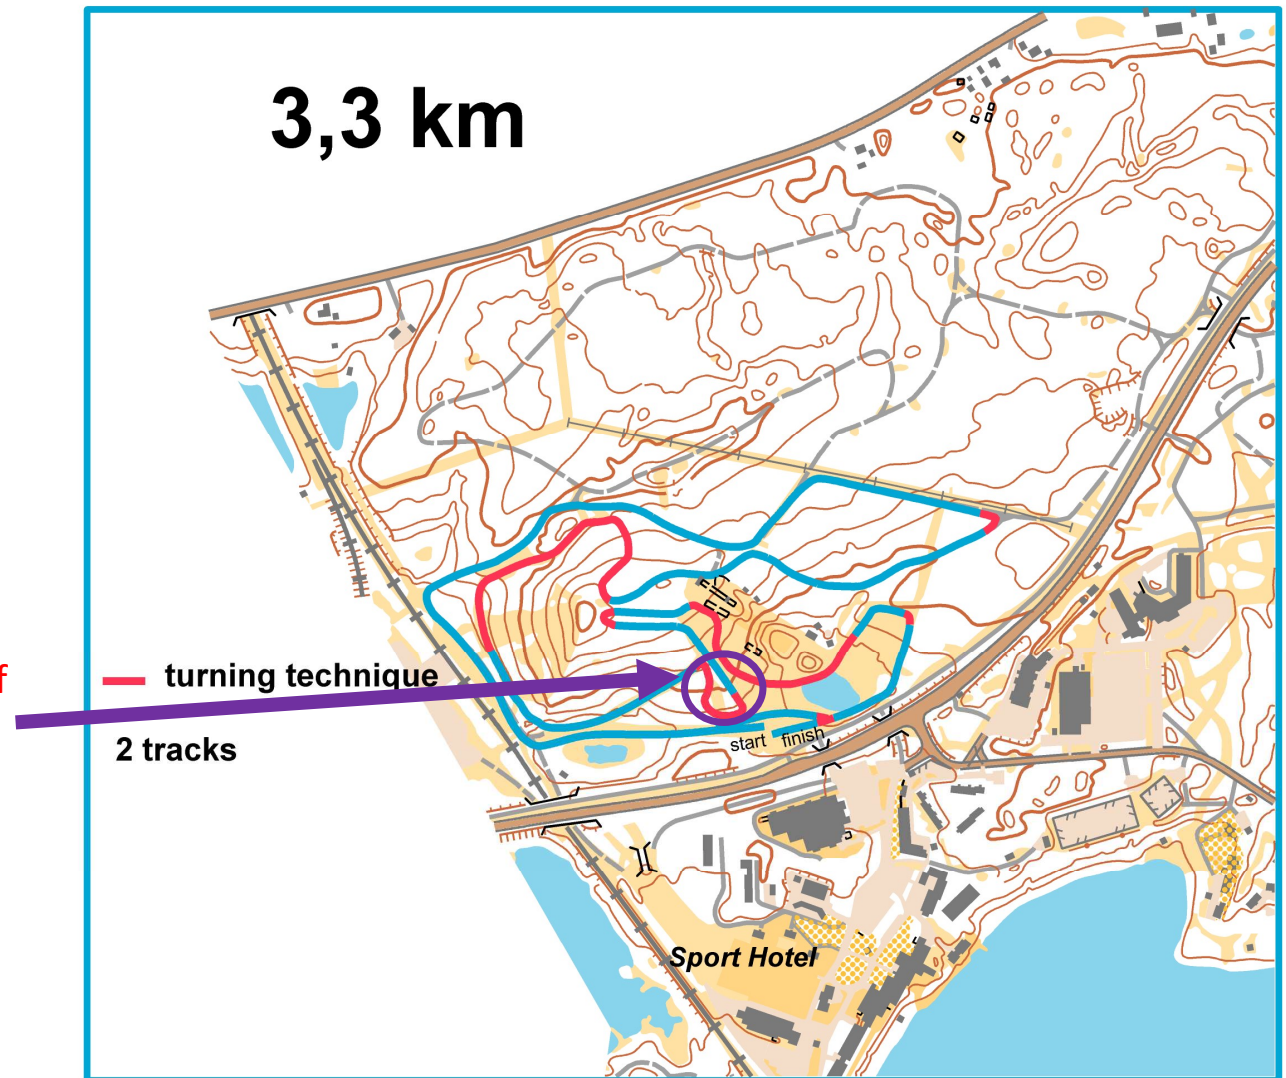 3,3 km
f
turning technique
2 tracks
start finish
Sport Hotel